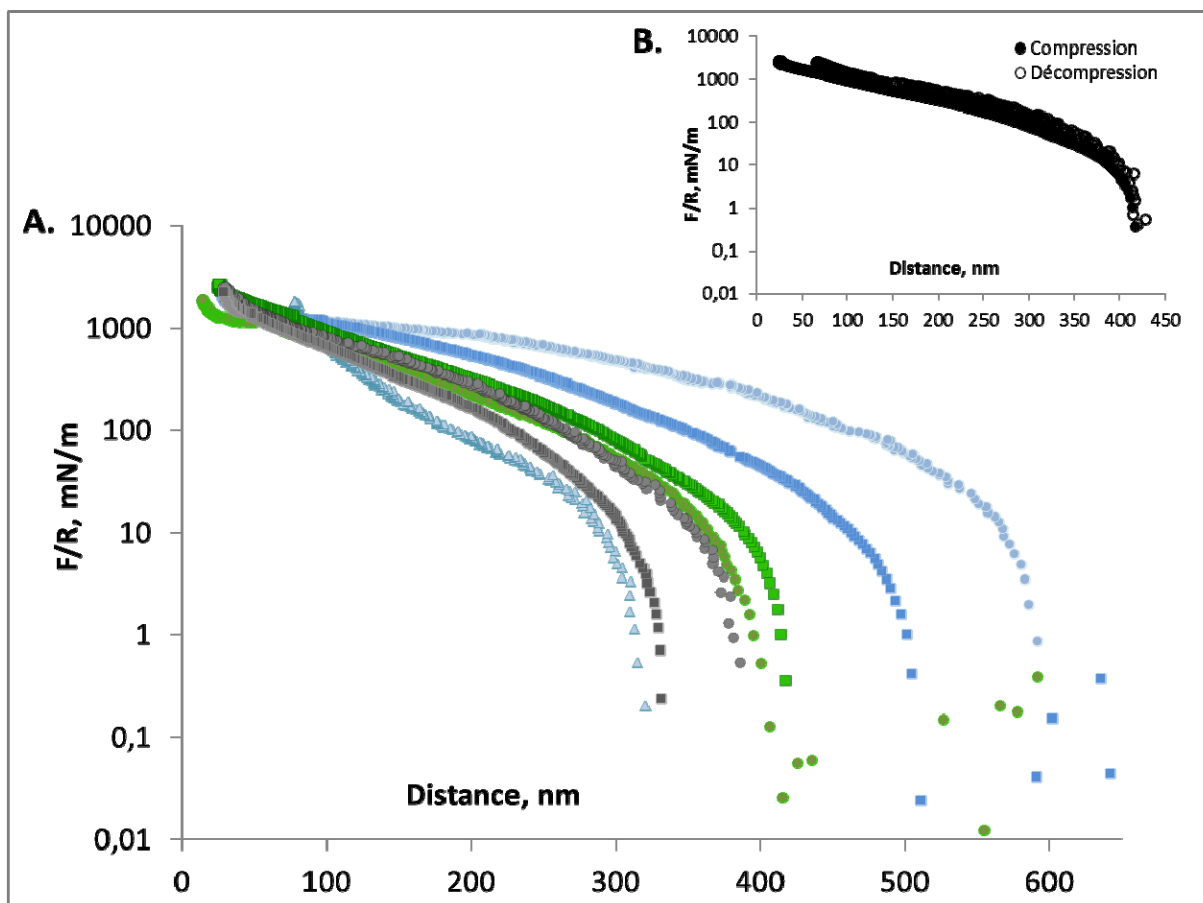 B.
● Compression
○ Décompression
10000
1000
100
10
1
0,1
0,01
F/R, mN/m
Distance, nm
0 50 100 150 200 250 300 350 400 450
A.
10000
1000
100
10
1
0,1
0,01
F/R, mN/m
Distance, nm
0 100 200 300 400 500 600